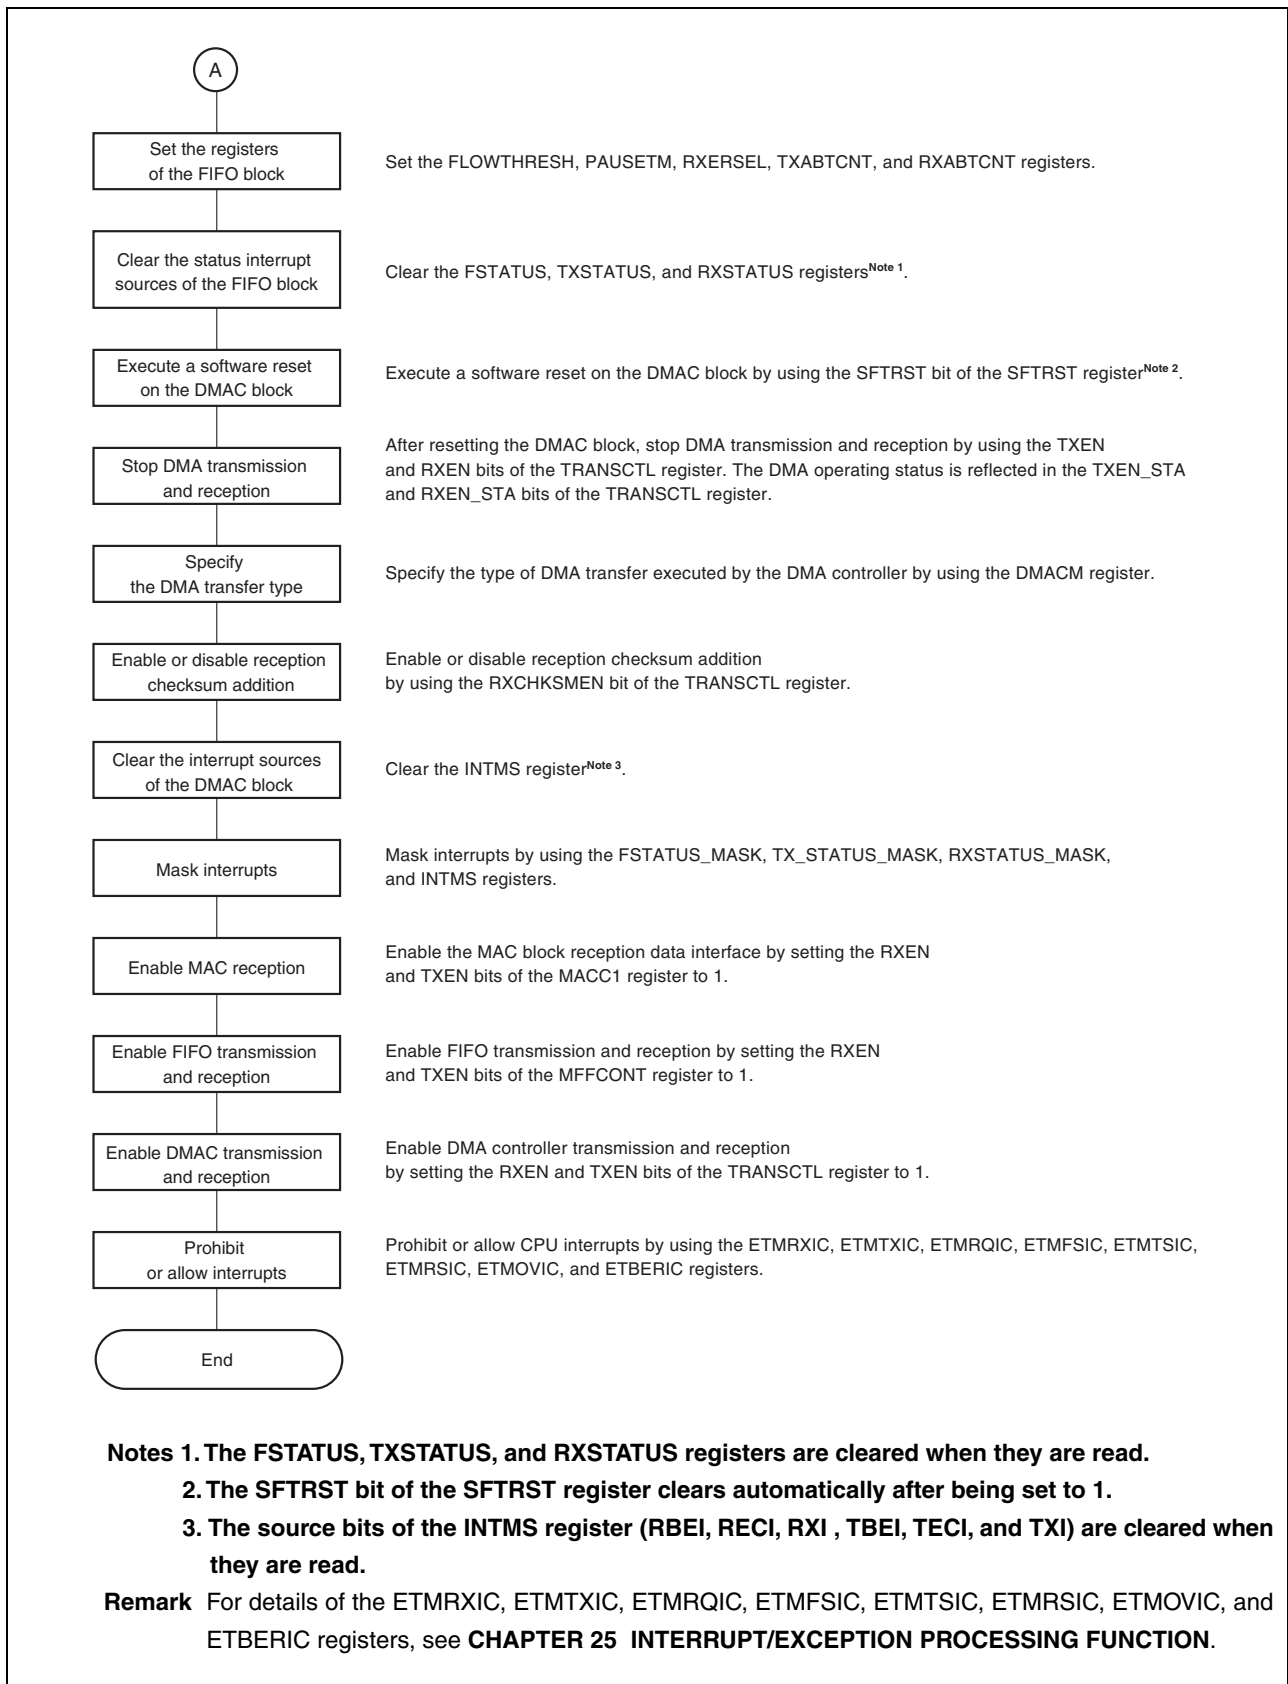 A
Set the registers
of the FIFO block
Set the FLOWTHRESH, PAUSETM, RXERSEL, TXABTCNT, and RXABTCNT registers.
Clear the status interrupt
sources of the FIFO block
Clear the FSTATUS, TXSTATUS, and RXSTATUS registersNote 1.
Execute a software reset
on the DMAC block
Execute a software reset on the DMAC block by using the SFTRST bit of the SFTRST registerNote 2.
Stop DMA transmission
and reception
After resetting the DMAC block, stop DMA transmission and reception by using the TXEN
and RXEN bits of the TRANSCTL register. The DMA operating status is reflected in the TXEN_STA
and RXEN_STA bits of the TRANSCTL register.
Specify
the DMA transfer type
Specify the type of DMA transfer executed by the DMA controller by using the DMACM register.
Enable or disable reception
checksum addition
Enable or disable reception checksum addition
by using the RXCHKSMEN bit of the TRANSCTL register.
Clear the interrupt sources
of the DMAC block
Clear the INTMS registerNote 3.
Mask interrupts
Mask interrupts by using the FSTATUS_MASK, TX_STATUS_MASK, RXSTATUS_MASK,
and INTMS registers.
Enable MAC reception
Enable the MAC block reception data interface by setting the RXEN
and TXEN bits of the MACC1 register to 1.
Enable FIFO transmission
and reception
Enable FIFO transmission and reception by setting the RXEN
and TXEN bits of the MFFCONT register to 1.
Enable DMAC transmission
and reception
Enable DMA controller transmission and reception
by setting the RXEN and TXEN bits of the TRANSCTL register to 1.
Prohibit
or allow interrupts
Prohibit or allow CPU interrupts by using the ETMRXIC, ETMTXIC, ETMRQIC, ETMFSIC, ETMTSIC,
ETMRSIC, ETMOVIC, and ETBERIC registers.
End
Notes 1. The FSTATUS, TXSTATUS, and RXSTATUS registers are cleared when they are read.
2. The SFTRST bit of the SFTRST register clears automatically after being set to 1.
3. The source bits of the INTMS register (RBEI, RECI, RXI , TBEI, TECI, and TXI) are cleared when
they are read.
Remark For details of the ETMRXIC, ETMTXIC, ETMRQIC, ETMFSIC, ETMTSIC, ETMRSIC, ETMOVIC, and
ETBERIC registers, see CHAPTER 25 INTERRUPT/EXCEPTION PROCESSING FUNCTION.